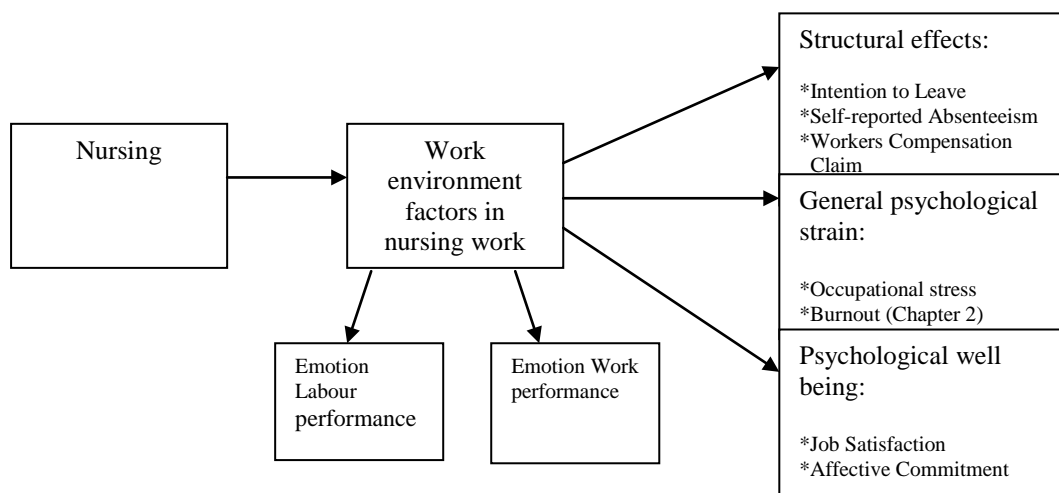 Nursing
Work
environment
factors in
nursing work
Emotion
Labour
performance
Emotion Work
performance
Structural effects:
*Intention to Leave
*Self-reported Absenteeism
*Workers Compensation
Claim
General psychological
strain:
*Occupational stress
*Burnout (Chapter 2)
Psychological well
being:
*Job Satisfaction
*Affective Commitment